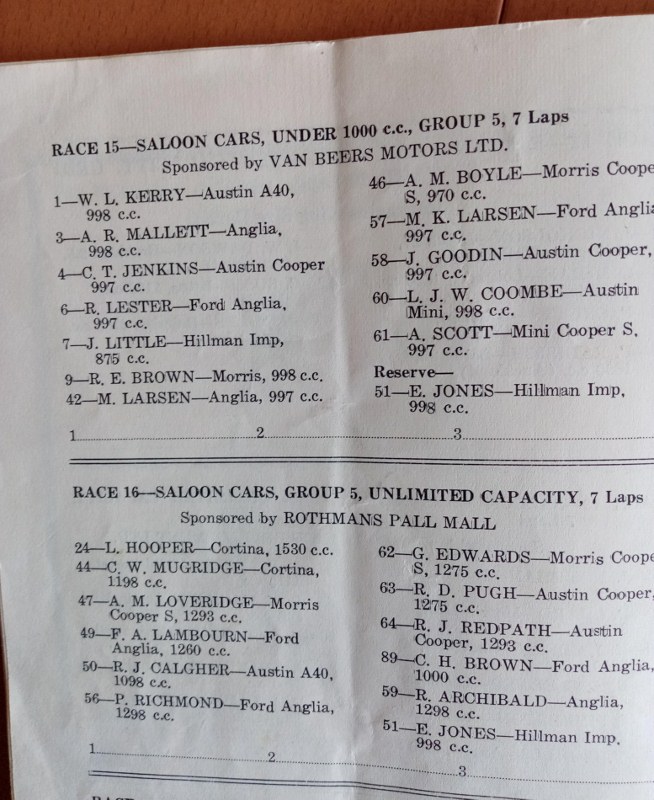 RACE 15—SALOON CARS, UNDER 1000 c.c., GROUP 5, 7 Laps
Sponsored by VAN BEERS MOTORS LTD.
1—W. L. KERRY—Austin A40,
998 c.c.
3—A. R. MALLETT—Anglia,
998 c.c.
4—C. T. JENKINS—Austin Cooper
997 c.c.
6—R. LESTER—Ford Anglia,
997 c.c.
7—J. LITTLE—Hillman Imp,
875 c.c.
9—R. E. BROWN—Morris, 998 c.c.
42—M. LARSEN—Anglia, 997 c.c.
46—A. M. BOYLE—Morris Coope
S, 970 c.c.
57—M. K. LARSEN—Ford Anglia
997 c.c.
58—J. GOODIN—Austin Cooper,
997 c.c.
60—L. J. W. COOMBE—Austin
Mini, 998 c.c.
61—A. SCOTT—Mini Cooper S,
997 c.c.
Reserve—
51—E. JONES—Hillman Imp,
998 c.c.
1 2 3
RACE 16—SALOON CARS, GROUP 5, UNLIMITED CAPACITY, 7 Laps
Sponsored by ROTHMANS PALL MALL
24—L. HOOPER—Cortina, 1530 c.c.
44—C. W. MUGRIDGE—Cortina,
1198 c.c.
47—A. M. LOVERIDGE—Morris
Cooper S, 1293 c.c.
49—F. A. LAMBOURN—Ford
Anglia, 1260 c.c.
50—R. J. CALGHER—Austin A40,
1098 c.c.
56—P. RICHMOND—Ford Anglia,
1298 c.c.
62—G. EDWARDS—Morris Coope
S, 1275 c.c.
63—R. D. PUGH—Austin Cooper,
1275 c.c.
64—R. J. REDPATH—Austin
Cooper, 1293 c.c.
89—C. H. BROWN—Ford Anglia,
1000 c.c.
59—R. ARCHIBALD—Anglia,
1298 c.c.
51—E. JONES—Hillman Imp,
998 c.c.
1 2 3